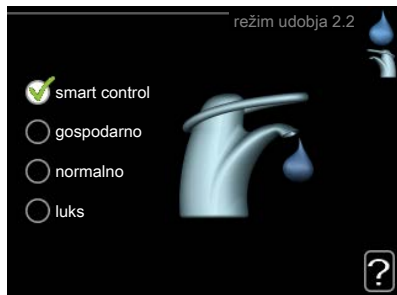 režim udobja 2.2
smart control
gospodarno
normalno
luks
?